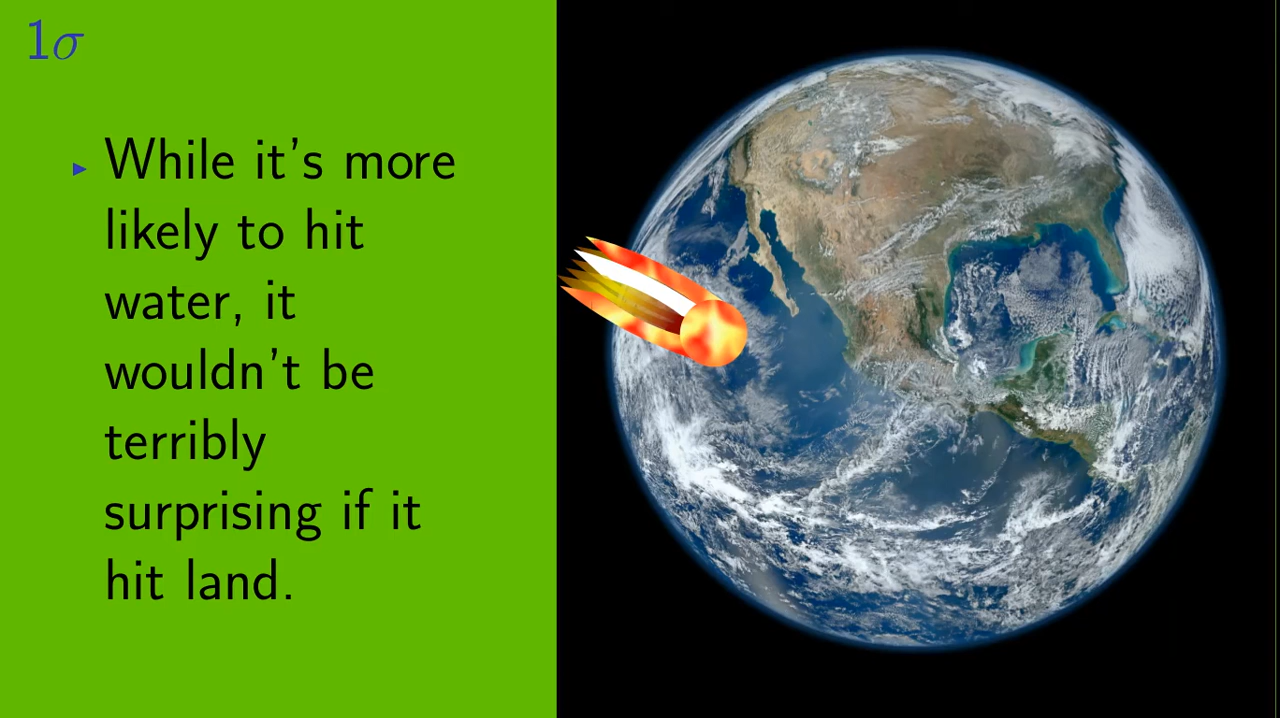 1σ
▸ While it's more
likely to hit
water, it
wouldn't be
terribly
surprising if it
hit land.